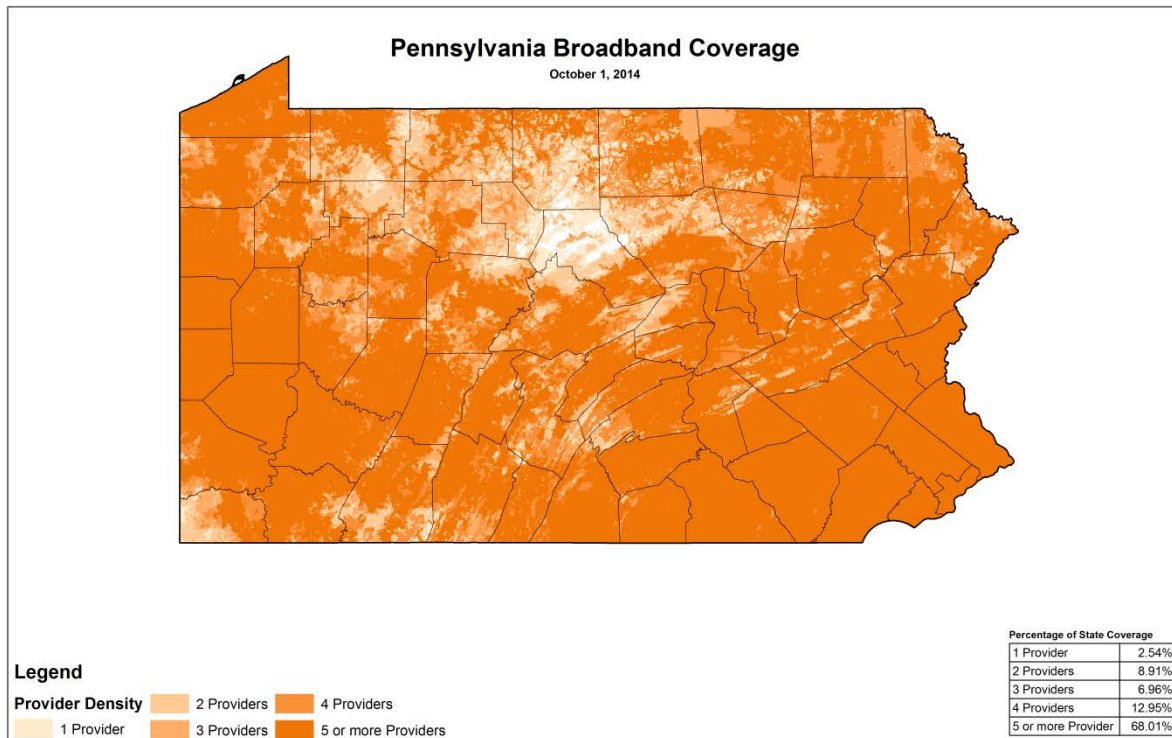 Pennsylvania Broadband Coverage
October 1, 2014
Legend
Provider Density
1 Provider
2 Providers
3 Providers
4 Providers
5 or more Providers
Percentage of State Coverage
1 Provider 2.54%
2 Providers 8.91%
3 Providers 6.96%
4 Providers 12.95%
5 or more Provider 68.01%